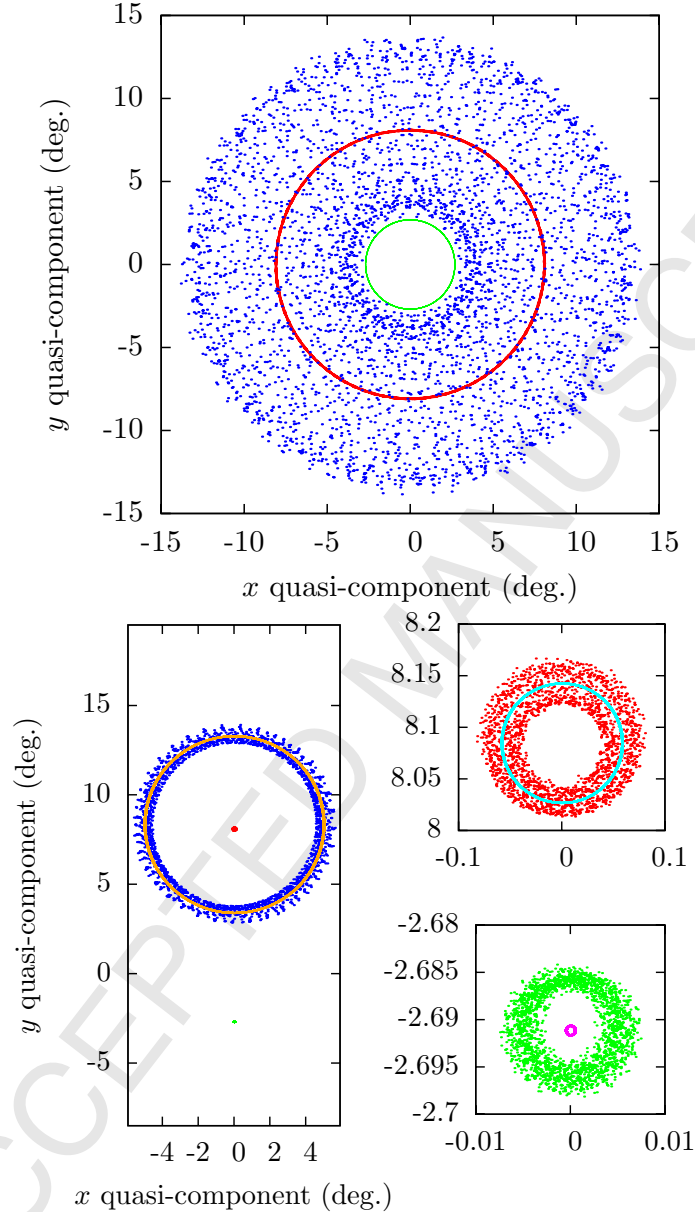 15
10
5
0
-5
-10
-15
y quasi-component (deg.)
-15 -10 -5 0 5 10 15
x quasi-component (deg.)
15
10
5
0
-5
y quasi-component (deg.)
-4 -2 0 2 4
x quasi-component (deg.)
8.2
8.15
8.1
8.05
8
-0.1 0 0.1
-2.68
-2.685
-2.69
-2.695
-2.7
-0.01 0 0.01
CCEPTED MANUSC